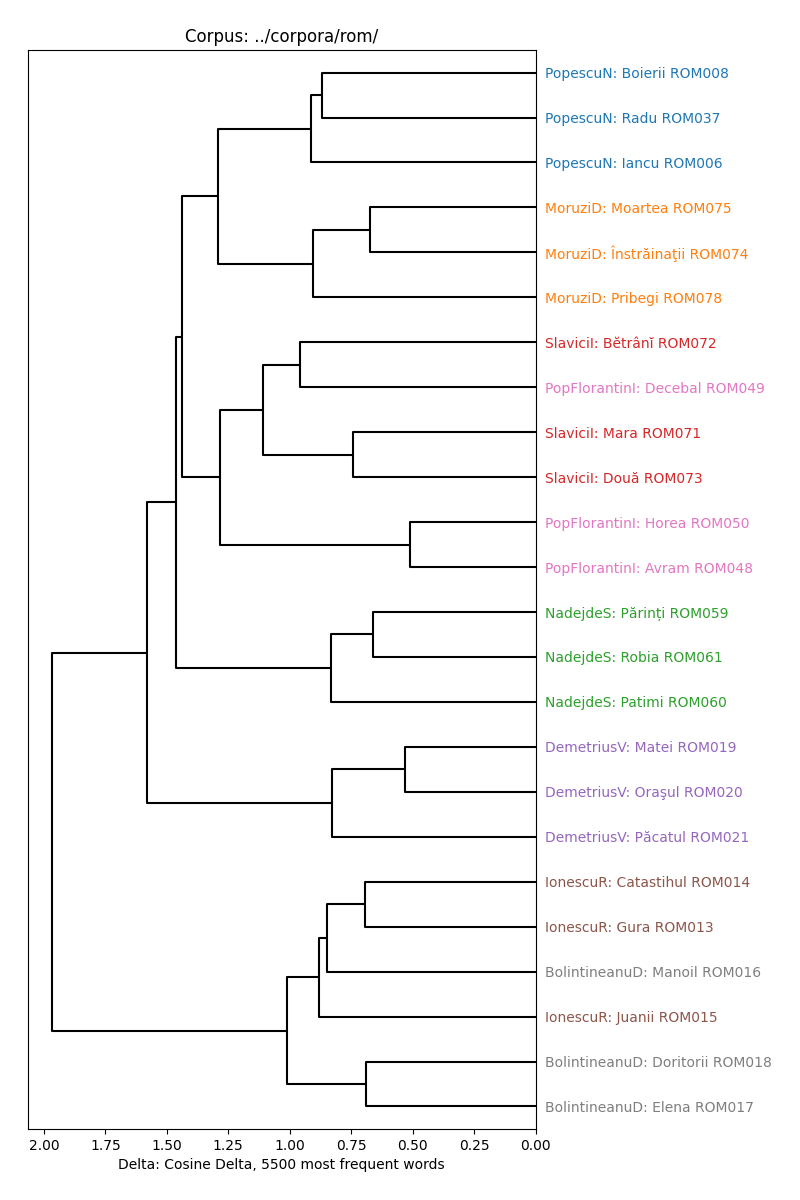 Corpus: ../corpora/rom/
PopescuN: Boierii ROM008
PopescuN: Radu ROM037
PopescuN: Iancu ROM006
MoruziD: Moartea ROM075
MoruziD: Înstrăinaţii ROM074
MoruziD: Pribegi ROM078
SlaviciI: Bĕtrânĭ ROM072
PopFlorantinI: Decebal ROM049
SlaviciI: Mara ROM071
SlaviciI: Două ROM073
PopFlorantinI: Horea ROM050
PopFlorantinI: Avram ROM048
NadejdeS: Părinți ROM059
NadejdeS: Robia ROM061
NadejdeS: Patimi ROM060
DemetriusV: Matei ROM019
DemetriusV: Oraşul ROM020
DemetriusV: Păcatul ROM021
IonescuR: Catastihul ROM014
IonescuR: Gura ROM013
BolintineanuD: Manoil ROM016
IonescuR: Juanii ROM015
BolintineanuD: Doritorii ROM018
BolintineanuD: Elena ROM017
2.00 1.75 1.50 1.25 1.00 0.75 0.50 0.25 0.00
Delta: Cosine Delta, 5500 most frequent words